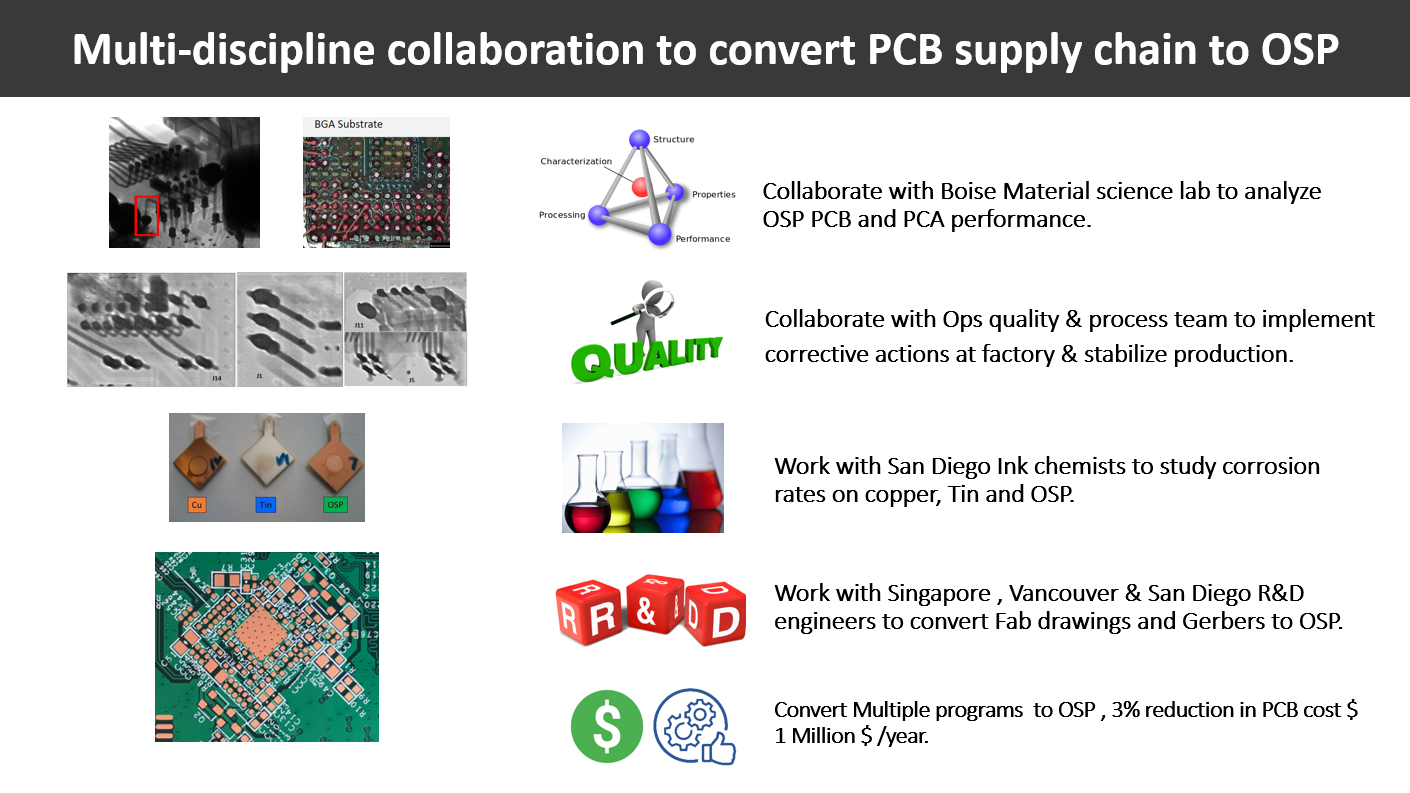 Multi-discipline collaboration to convert PCB supply chain to OSP
BGA Substrate
Structure
Characterization
Properties
Processing
Performance
Collaborate with Boise Material science lab to analyze
OSP PCB and PCA performance.
J14
J1
J11
J5
QUALITY
Collaborate with Ops quality & process team to implement
corrective actions at factory & stabilize production.
Cu
Tin
OSP
Work with San Diego Ink chemists to study corrosion
rates on copper, Tin and OSP.
R & D
Work with Singapore , Vancouver & San Diego R&D
engineers to convert Fab drawings and Gerbers to OSP.
$
Convert Multiple programs  to OSP , 3% reduction in PCB cost $
1 Million $ /year.